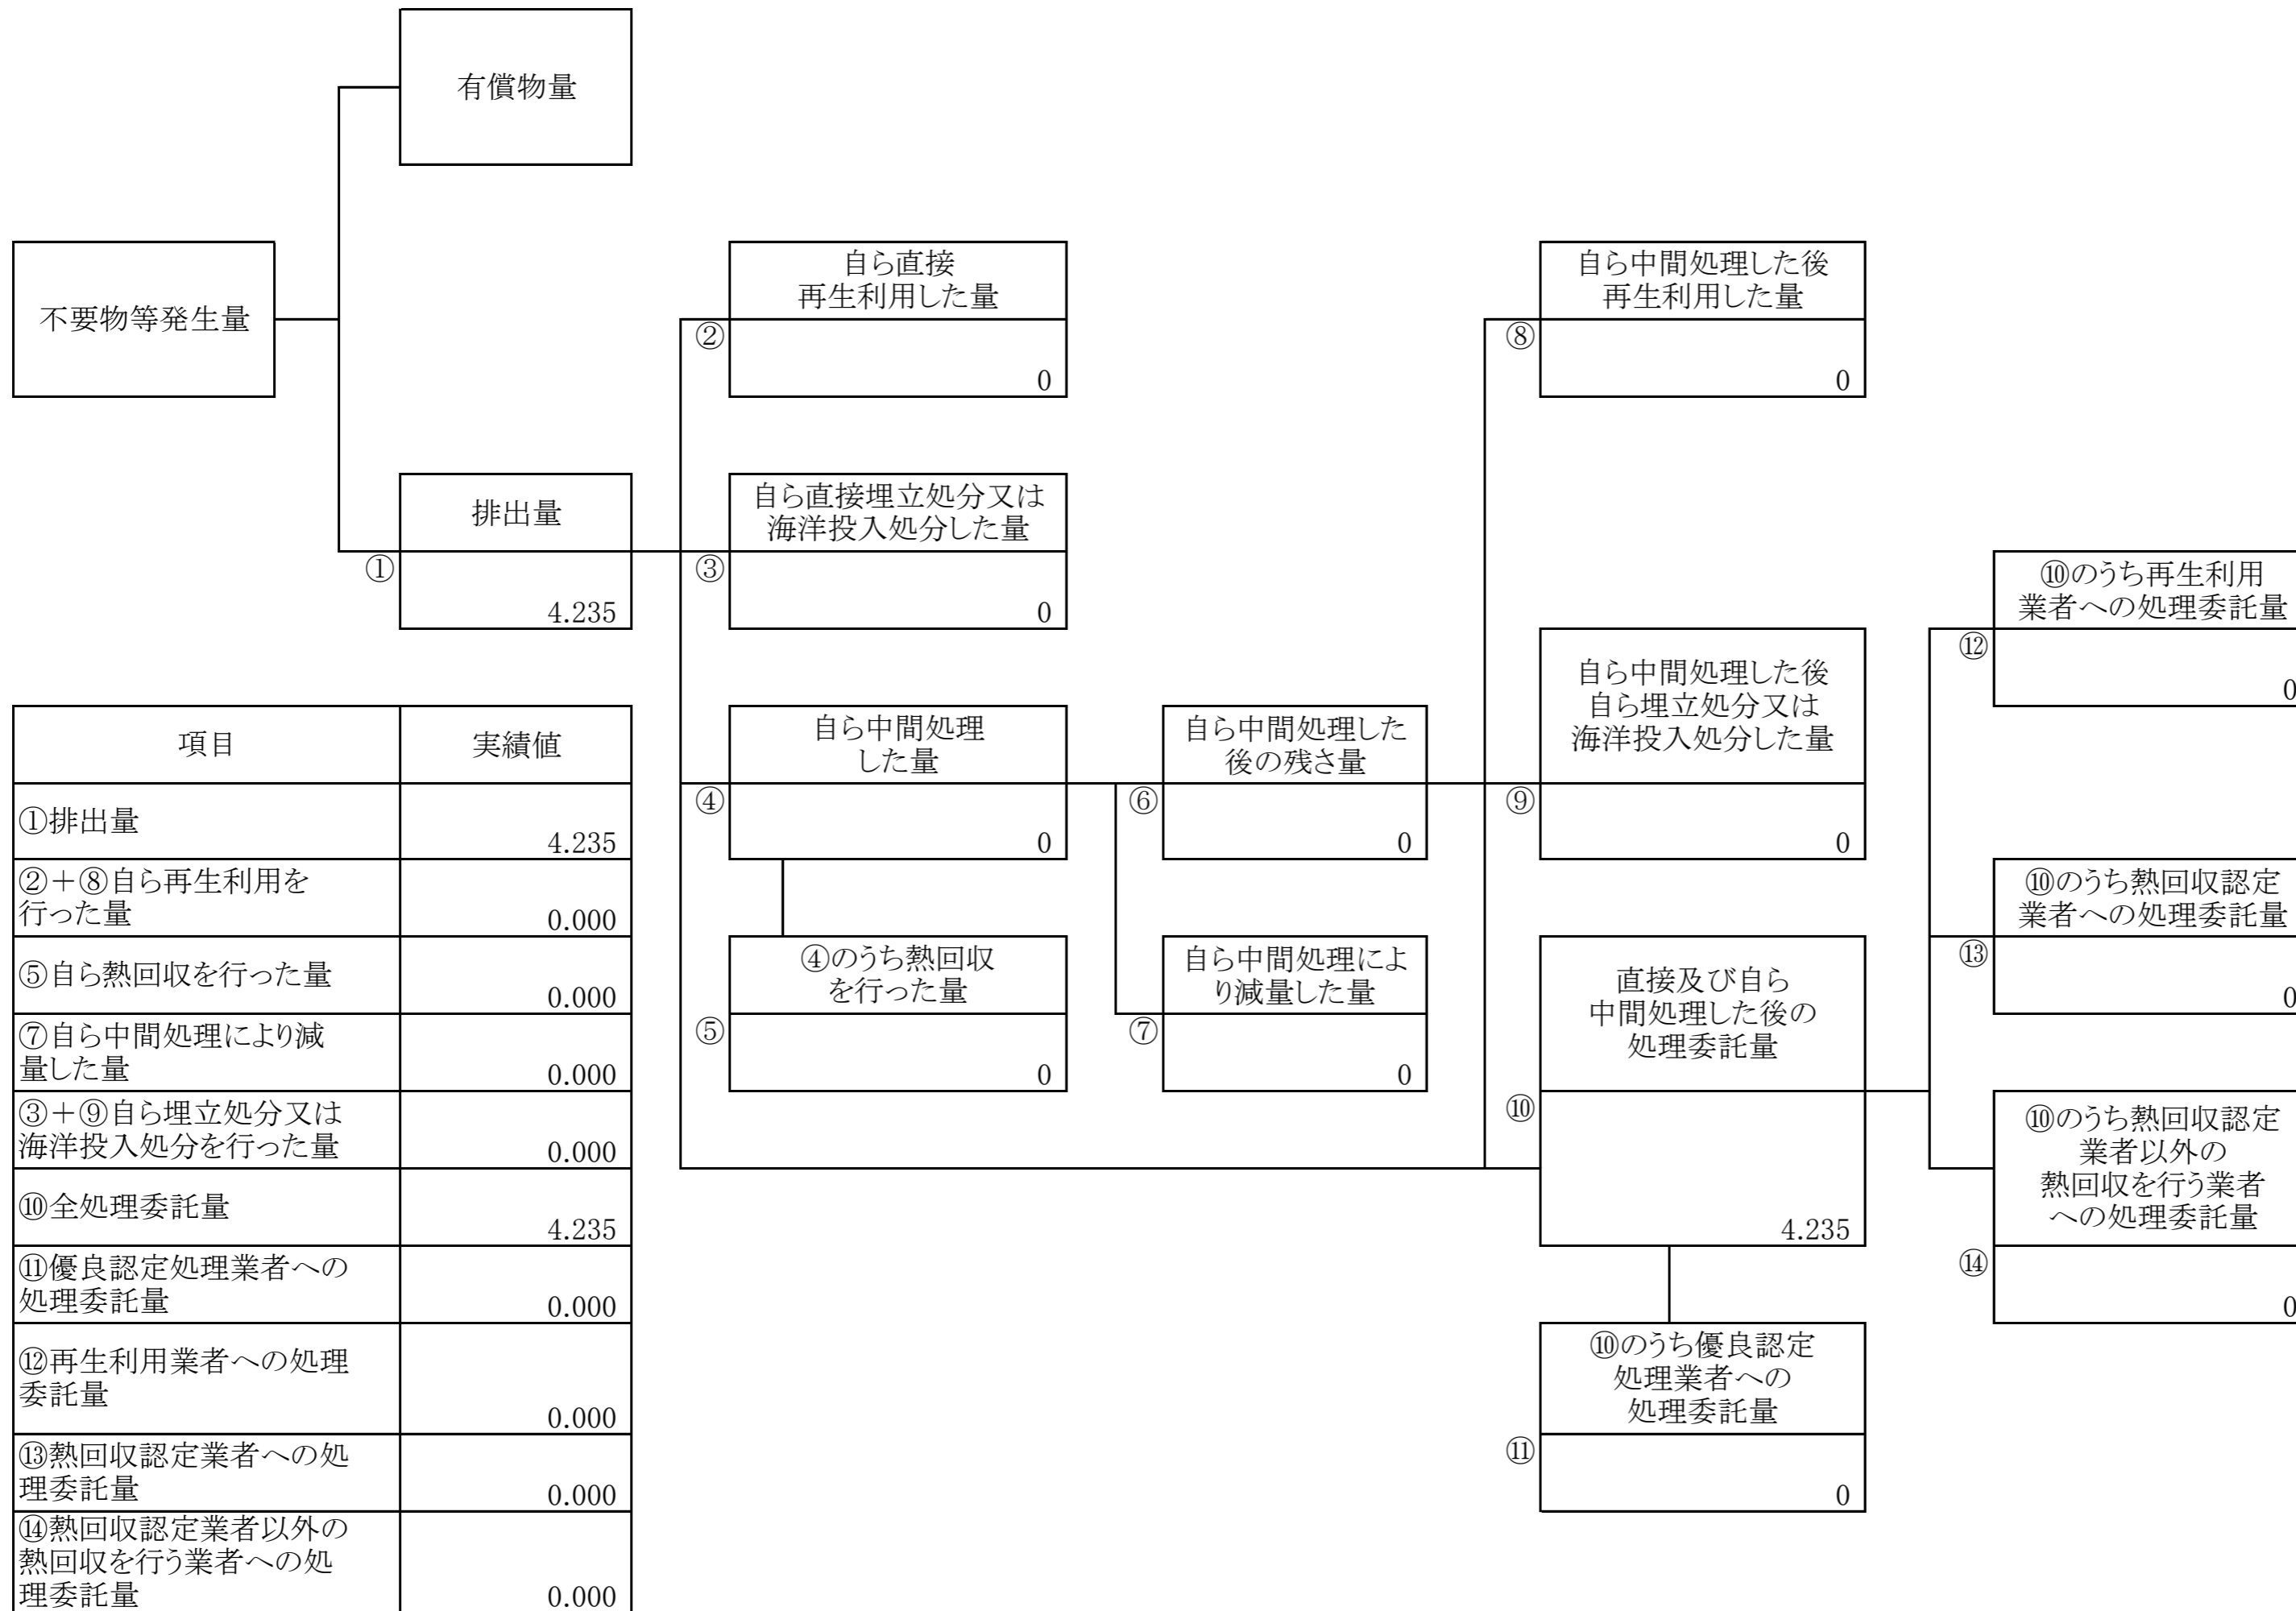 有償物量
不要物等発生量
自ら直接
再生利用した量
②
0
自ら中間処理した後
再生利用した量
⑧
0
排出量
①
4.235
自ら直接埋立処分又は
海洋投入処分した量
③
0
⑩のうち再生利用
業者への処理委託量
⑫
0
自ら中間処理した後
自ら埋立処分又は
海洋投入処分した量
⑨
0
自ら中間処理
した量
④
0
自ら中間処理した
後の残さ量
⑥
0
④のうち熱回収
を行った量
⑤
0
自ら中間処理によ
り減量した量
⑦
0
直接及び自ら
中間処理した後の
処理委託量
⑩
4.235
⑩のうち熱回収認定
業者への処理委託量
⑬
0
⑩のうち熱回収認定
業者以外の
熱回収を行う業者
への処理委託量
⑭
0
⑩のうち優良認定
処理業者への
処理委託量
⑪
0
項目
実績値
①排出量
4.235
②＋⑧自ら再生利用を
行った量
0.000
⑤自ら熱回収を行った量
0.000
⑦自ら中間処理により減
量した量
0.000
③＋⑨自ら埋立処分又は
海洋投入処分を行った量
0.000
⑩全処理委託量
4.235
⑪優良認定処理業者への
処理委託量
0.000
⑫再生利用業者への処理
委託量
0.000
⑬熱回収認定業者への処
理委託量
0.000
⑭熱回収認定業者以外の
熱回収を行う業者への処
理委託量
0.000